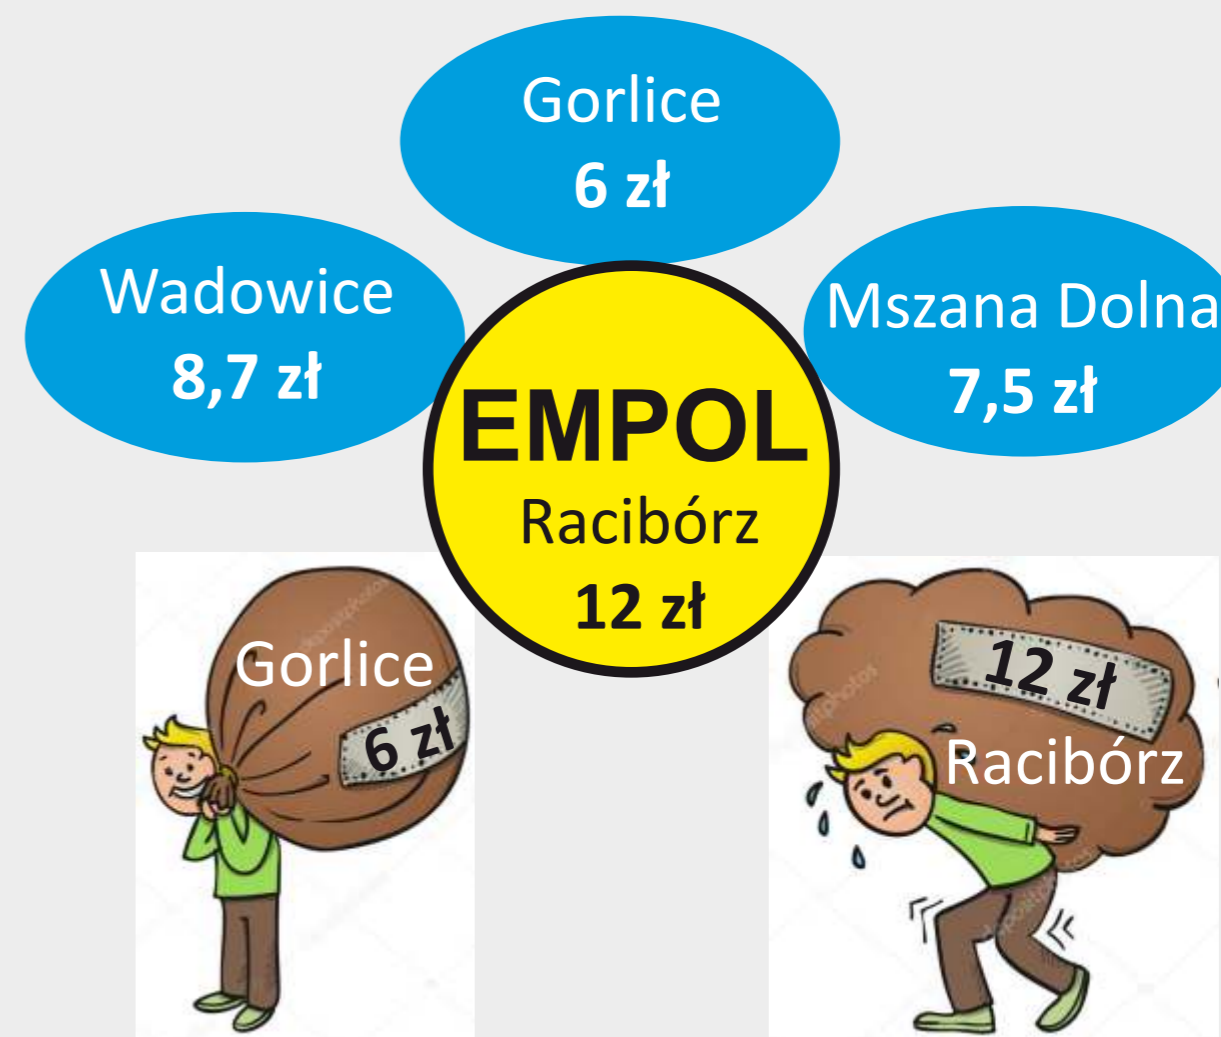 Gorlice
6 zł
Wadowice
8,7 zł
Mszana Dolna
7,5 zł
EMPOL
Racibórz
12 zł
Gorlice
6 zł
12 zł
Racibórz
depositphotos